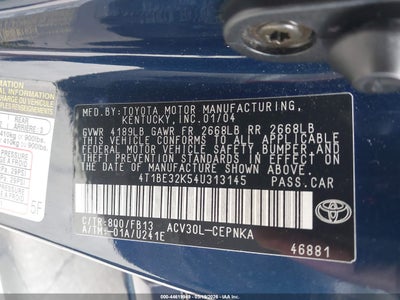 REAR
MFD. BY:TOYOTA MOTOR MANUFACTURING,
KENTUCKY, INC. 01/04
GVWR 4189LB GAWR FR 2668LB RR 2668LB
THIS VEHICLE CONFORMS TO ALL APPLICABLE
FEDERAL MOTOR VEHICLE SAFETY, BUMPER, AND
THEFT PREVENTION STANDARDS IN EFFECT ON
THE DATE OF MANUFACTURE SHOWN ABOVE.
4T1BE32K54U313145 PASS.CAR
C/TR-8Q0/FB13 ACV30L-CEPNKA
A/TM-01A/U241E
TOYOTA
46881